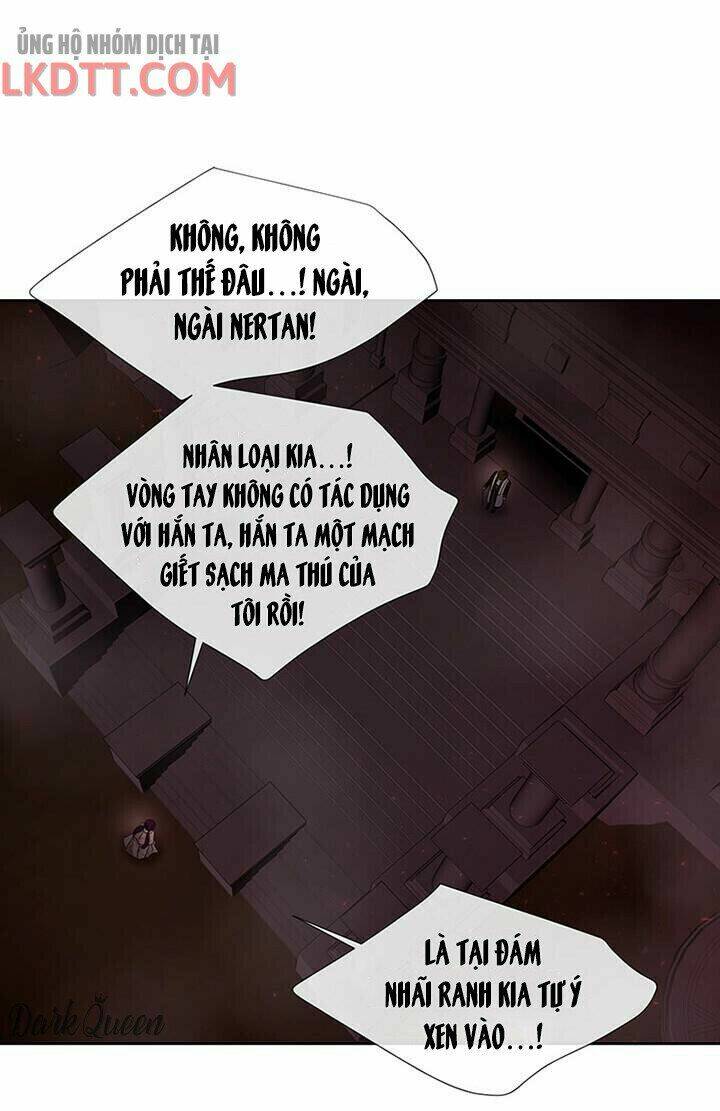 ỦNG HỘ NHÓM DỊCH TẠI
LKDTT.COM
KHÔNG, KHÔNG
PHẢI THẾ ĐÂU...! NGÀI,
NGÀI NERTAN!
NHÂN LOẠI KIA...!
VÒNG TAY KHÔNG CÓ TÁC DỤNG
VỚI HẮN TA, HẮN TA MỘT MẠCH
GIẾT SẠCH MA THÚ CỦA
TÔI RỒI!
LÀ TẠI ĐÁM
NHÃI RANH KIA TỰ Ý
XEN VÀO...!
Dark Queen